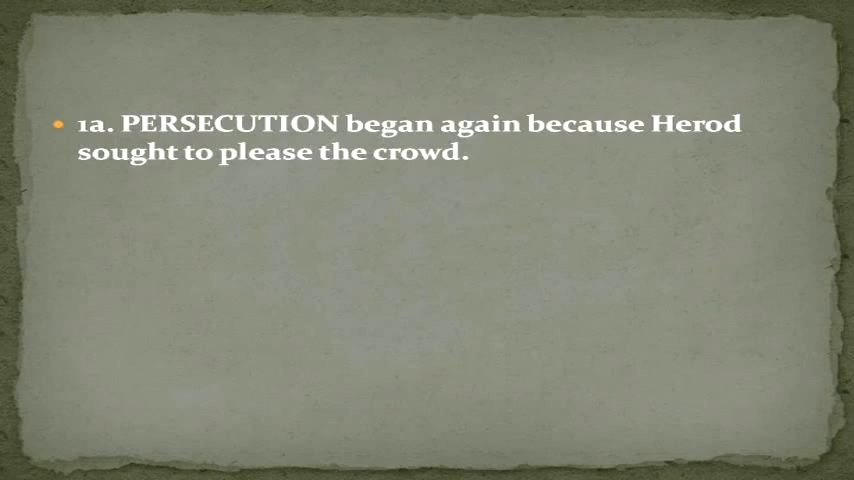 • 1a. PERSECUTION began again because Herod
sought to please the crowd.